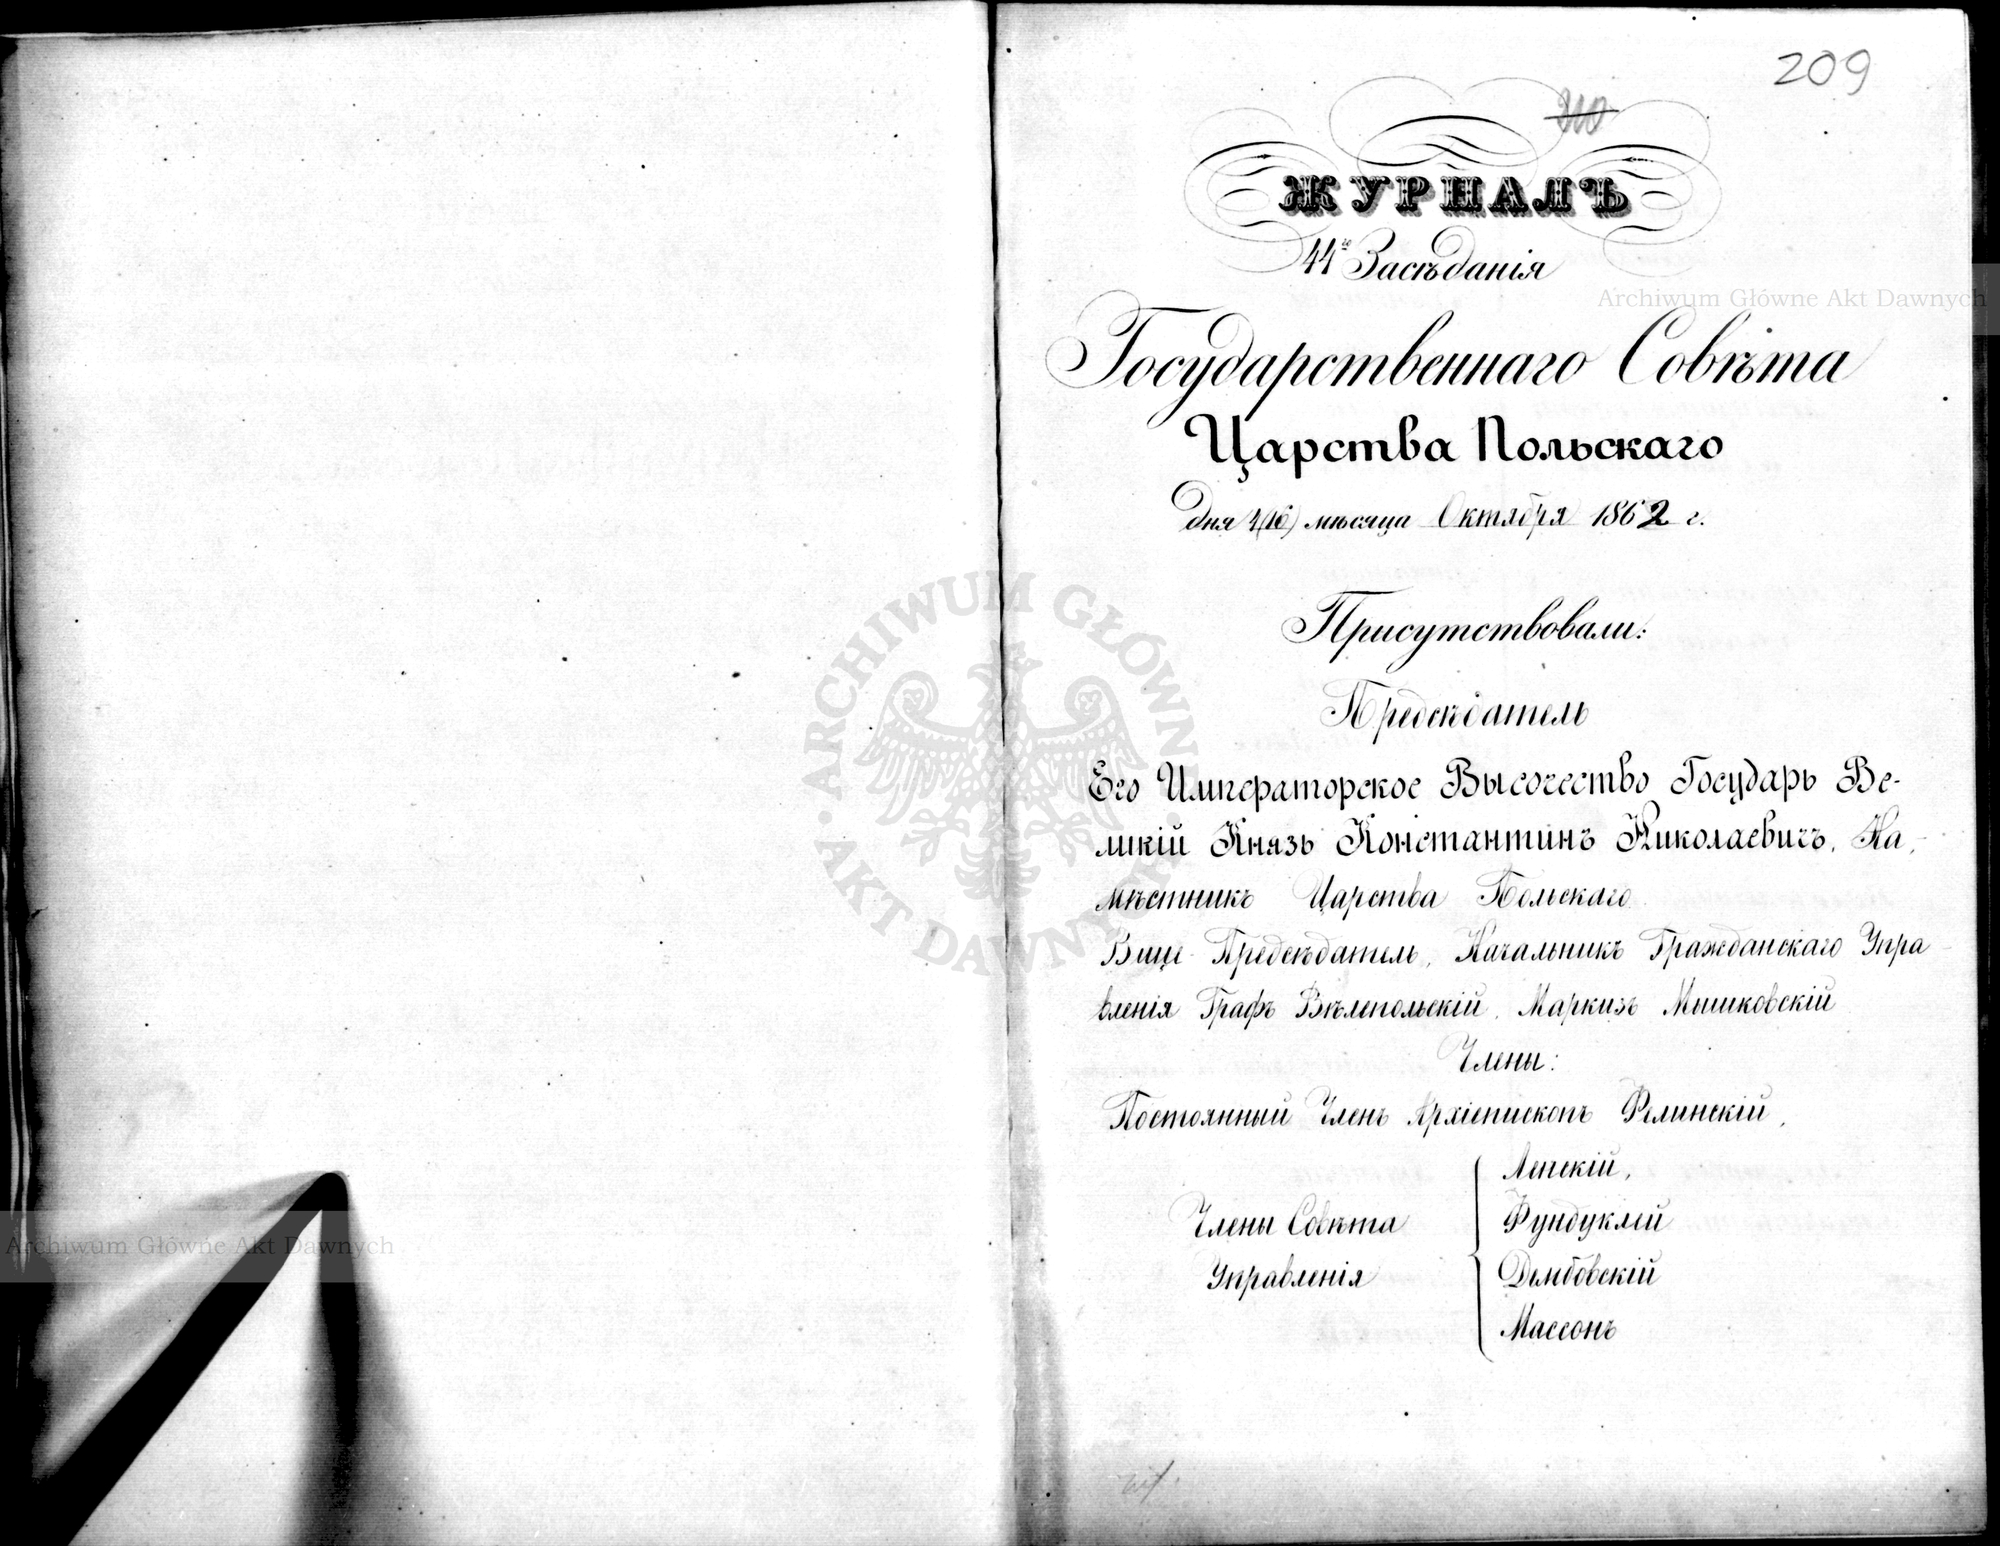 209
210
ЖУРНАЛЪ
44го Засѣданія
Государственнаго Совѣта
Царства Польскаго
дня 4/16) мѣсяца Октября 1862 г.
Присутствовали:
Предсѣдатель
Его Императорское Высочество Государь Ве-
ликій Князь Константинъ Николаевичъ, На-
мѣстникъ Царства Польскаго
Вице-Предсѣдатель, Начальникъ Гражданскаго Упра-
вленія Графъ Вѣлепольскій, Маркизъ Мышковскій
Члены:
Постоянный Членъ Архіепископъ Фелинскій,
Члены Совѣта
Управленія
Ленскій,
Фундуклей
Дембовскій
Массонъ
Archiwum Główne Akt Dawnych
ARCHIWUM GŁÓWNE · AKT DAWNYCH ·
Archiwum Główne Akt Dawnych